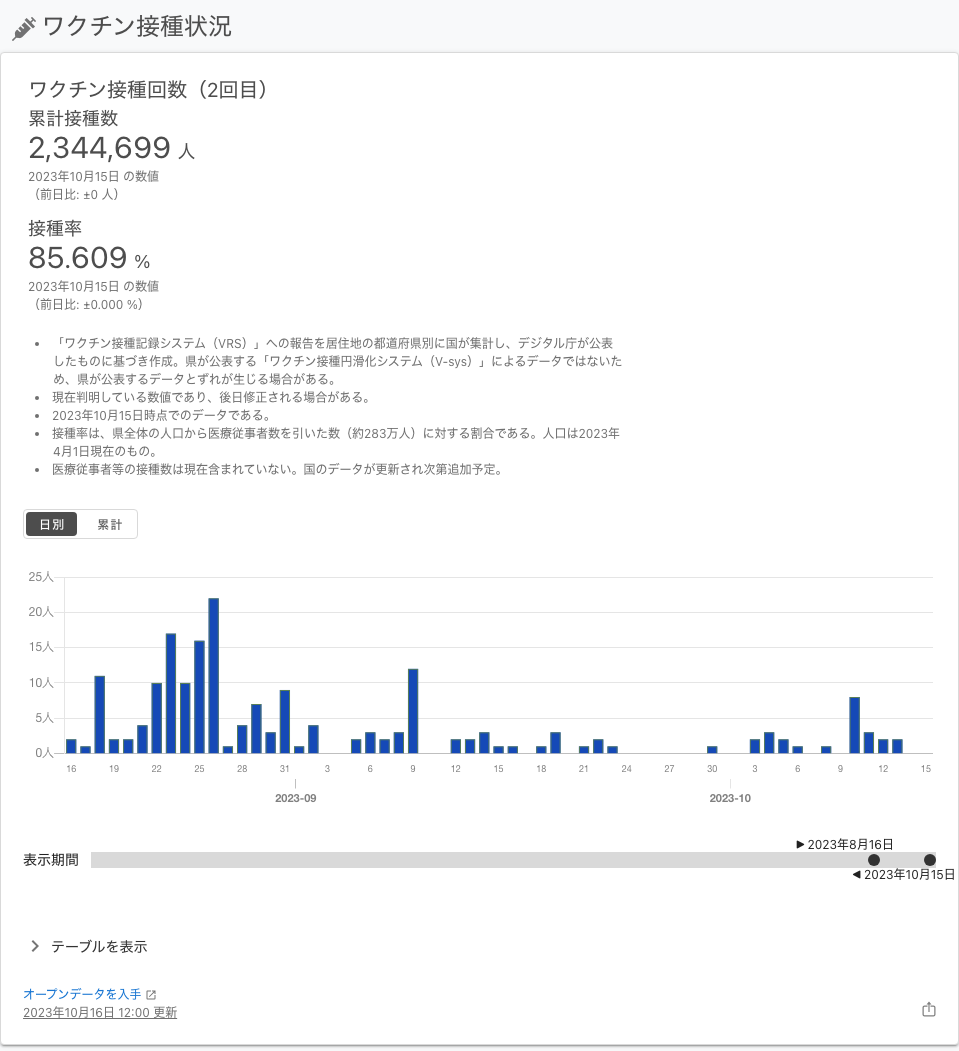 ワクチン接種状況
ワクチン接種回数（2回目）
累計接種数
2,344,699 人
2023年10月15日 の数値
（前日比: ±0 人）
接種率
85.609 %
2023年10月15日 の数値
（前日比: ±0.000 %）
• 「ワクチン接種記録システム（VRS）」への報告を居住地の都道府県別に国が集計し、デジタル庁が公表
したものに基づき作成。県が公表する「ワクチン接種円滑化システム（V-sys）」によるデータではないた
め、県が公表するデータとずれが生じる場合がある。
• 現在判明している数値であり、後日修正される場合がある。
• 2023年10月15日時点でのデータである。
• 接種率は、県全体の人口から医療従事者数を引いた数（約283万人）に対する割合である。人口は2023年
4月1日現在のもの。
• 医療従事者等の接種数は現在含まれていない。国のデータが更新され次第追加予定。
日別 累計
25人
20人
15人
10人
5人
0人
16 19 22 25 28 31 3 6 9 12 15 18 21 24 27 30 3 6 9 12 15
2023-09 2023-10
▶ 2023年8月16日
表示期間
◀ 2023年10月15日
テーブルを表示
オープンデータを入手
2023年10月16日 12:00 更新